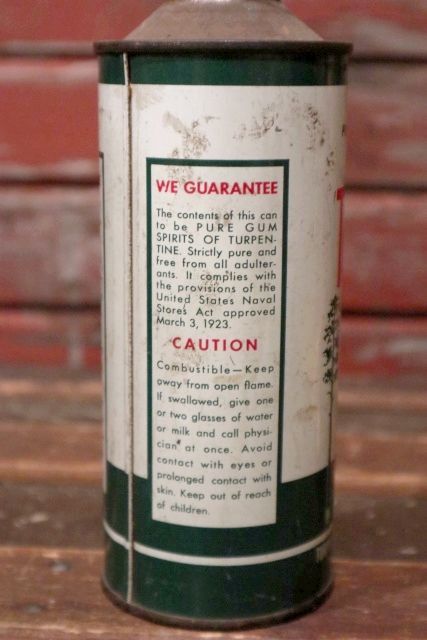 WE GUARANTEE
The contents of this can
to be PURE GUM
SPIRITS OF TURPEN-
TINE. Strictly pure and
free from all adulter-
ants. It complies with
the provisions of the
United States Naval
Stores Act approved
March 3, 1923.
CAUTION
Combustible—Keep
away from open flame.
If swallowed, give one
or two glasses of water
or milk and call physi-
cian at once. Avoid
contact with eyes or
prolonged contact with
skin. Keep out of reach
of children.